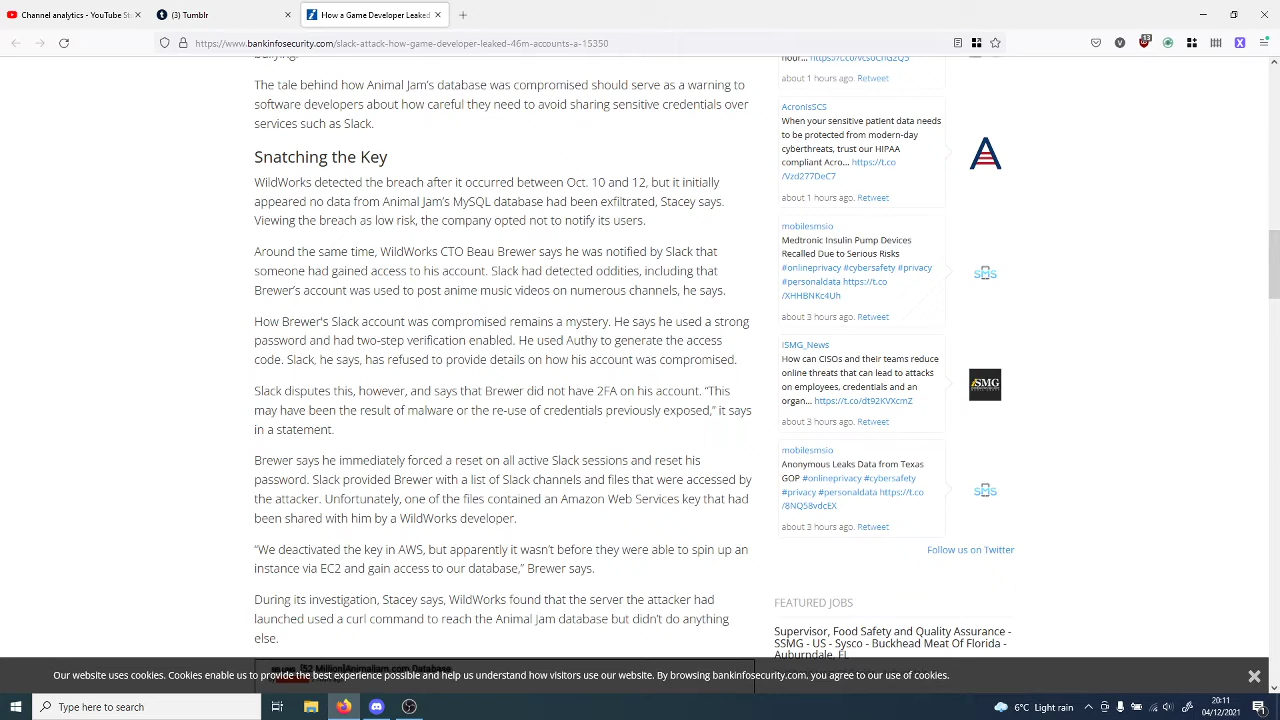 Channel analytics - YouTube St
(3) Tumblr
How a Game Developer Leaked
https://www.bankinfosecurity.com/slack-attack-how-game-developer-leaked-46m-accounts-a-15350
13
The tale behind how Animal Jam's database was compromised should serve as a warning to
software developers about how careful they need to avoid sharing sensitive credentials over
services such as Slack.
Snatching the Key
WildWorks detected the breach after it occurred between Oct. 10 and 12, but it initially
appeared no data from Animal Jam's MySQL database had been exfiltrated, Stacey says.
Viewing the breach as low risk, the company opted not to notify its users.
Around the same time, WildWorks CTO Beau Brewer says he was notified by Slack that
someone had gained access to his account. Slack had detected oddities, including that
Brewer's account was used to post anime music video in numerous channels, he says.
How Brewer's Slack account was compromised remains a mystery. He says he used a strong
password and had two-step verification enabled. He used Authy to generate the access
code. Slack, he says, has refused to provide details on how his account was compromised.
putes this, however, and says that Brewer did not have 2FA on his account. This
may have been the result of malware or the re-use of credentials previously exposed," it says
in a statement.
Brewer says he immediately forced a reset on all active Slack sessions and reset his
password. Slack provided Brewer with a list of Slack channels and files that were accessed by
the hacker. Unfortunately, one of the files contained an Amazon Web Services key that had
been shared with him by a WildWorks developer.
"We deactivated the key in AWS, but apparently it wasn't before they were able to spin up an
instance via EC2 and gain access to our database," Brewer says.
During its investigation, Stacey says, WildWorks found that the server the attacker had
launched used a curl command to reach the Animal Jam database but didn't do anything
else.
[52 Million]Animaljam.com Database
hour... https://t.co/vcsoChGzQ5
about 1 hours ago. Retweet
AcronisSCS
When your sensitive patient data needs
to be protected from modern-day
cyberthreats, trust our HIPAA
compliant Acro... https://t.co
/Vzd277DeC7
about 1 hours ago. Retweet
mobilesmsio
Medtronic Insulin Pump Devices
Recalled Due to Serious Risks
#onlineprivacy #cybersafety #privacy
#personaldata https://t.co
/XHHBNKc4Uh
about 3 hours ago. Retweet
SMS
ISMG_News
How can CISOs and their teams reduce
online threats that can lead to attacks
on employees, credentials and an
organ... https://t.co/dt92KVXcmZ
about 3 hours ago. Retweet
iSMG
mobilesmsio
Anonymous Leaks Data from Texas
GOP #onlineprivacy #cybersafety
#privacy #personaldata https://t.co
/8NQ58vdcEX
about 3 hours ago. Retweet
SMS
Follow us on Twitter
FEATURED JOBS
Supervisor, Food Safety and Quality Assurance -
SSMG - US - Sysco - Buckhead Meat Of Florida -
Auburndale, FL
Our website uses cookies. Cookies enable us to provide the best experience possible and help us understand how visitors use our website. By browsing bankinfosecurity.com, you agree to our use of cookies.
Type here to search
6°C Light rain
20:11
04/12/2021